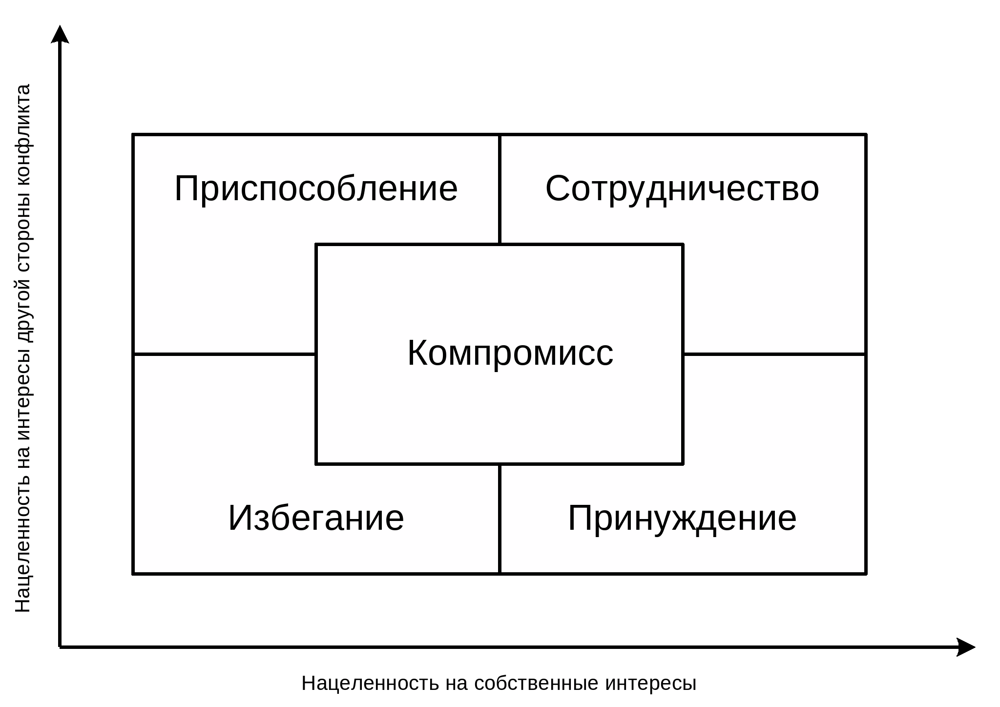 Нацеленность на интересы другой стороны конфликта
Приспособление
Сотрудничество
Компромисс
Избегание
Принуждение
Нацеленность на собственные интересы